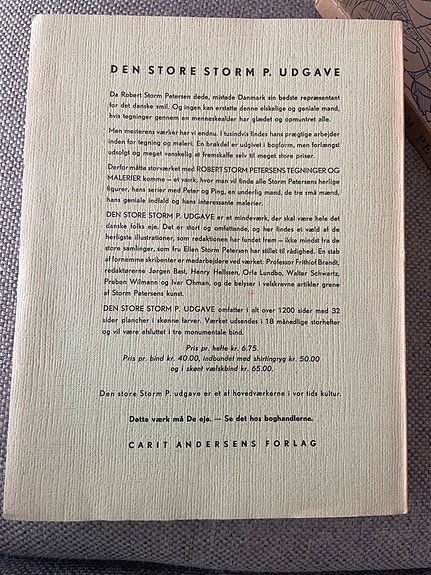 DEN STORE STORM P. UDGAVE
Da Robert Storm Petersen døde, mistede Danmark sin bedste repræsentant
for det danske smil. Og ingen kan erstatte denne elskelige og geniale mand,
hvis tegninger gennem en menneskealder har glædet og opmuntret alle.
Men mesterens værker har vi endnu. I tusindvis findes hans prægtige arbejder
inden for tegning og maleri. En brøkdel er udgivet i bogform, men forlængst
udsolgt og meget vanskelig at fremskaffe selv til meget store priser.
Derfor måtte storværket med ROBERT STORM PETERSENS TEGNINGER OG
MALERIER komme — et værk, hvor man vil finde alle Storm Petersens herlige
figurer, hans serier med Peter og Ping, en underlig mand, de tre små mænd,
hans geniale indfald og hans interessante malerier.
DEN STORE STORM P. UDGAVE er et mindeværk, der skal være hele det
danske folks eje. Det er stort og omfattende, og her findes et væld af de
herligste illustrationer, som redaktionen har fundet frem — ikke mindst fra de
store samlinger, som fru Ellen Storm Petersen har stillet til rådighed. En stab
af fornemme skribenter er medarbejdere ved værket: Professor Frithiof Brandt,
redaktørerne Jørgen Bast, Henry Hellssen, Orla Lundbo, Walter Schwartz,
Preben Wilmann og Ivar Ohman, og de belyser i velskrevne artikler grene
af Storm Petersens kunst.
DEN STORE STORM P. UDGAVE omfatter i alt over 1200 sider med 32
sider plancher i skønne farver. Værket udsendes i 18 månedlige storhefter
og vil være afsluttet i tre monumentale bind.
Pris pr. hefte kr. 6.75.
Pris pr. bind kr. 40.00, indbundet med shirtingryg kr. 50.00
og i skønt vælskbind kr. 65.00.
Den store Storm P. udgave er et af hovedværkerne i vor tids kultur.
Dette værk må De eje. — Se det hos boghandlerne.
CARIT ANDERSENS FORLAG